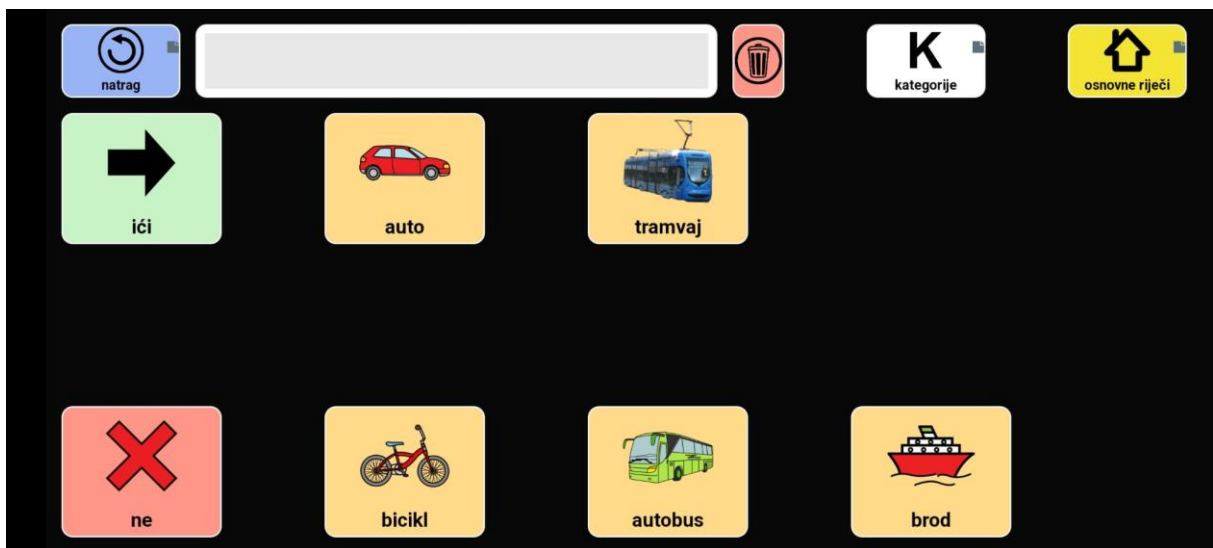 natrag
K
kategorije
osnovne riječi
ići
auto
tramvaj
ne
bicikl
autobus
brod